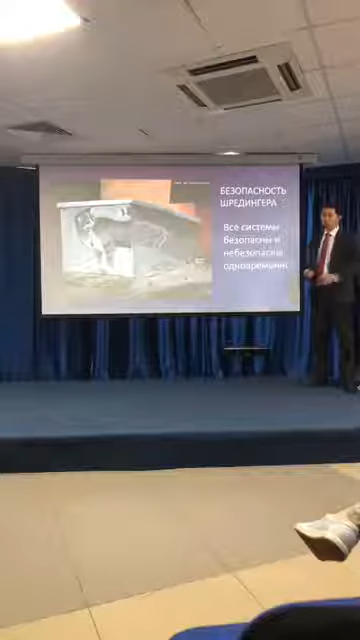 БЕЗОПАСНОСТЬ
ШРЕДИНГЕРА
Все системы
безопасны и
небезопасны
одновременно